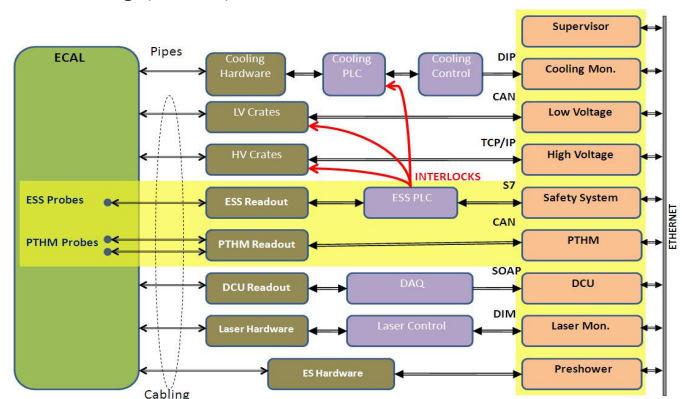 Supervisor
ECAL
Pipes
Cooling
Hardware
Cooling
PLC
Cooling
Control
DIP
Cooling Mon.
CAN
LV Crates
Low Voltage
TCP/IP
HV Crates
High Voltage
INTERLOCKS
S7
ESS Probes
ESS Readout
ESS PLC
Safety System
CAN
PTHM Probes
PTHM Readout
PTHM
ETHERNET
SOAP
DCU Readout
DAQ
DCU
DIM
Laser Hardware
Laser Control
Laser Mon.
ES Hardware
Preshower
Cabling